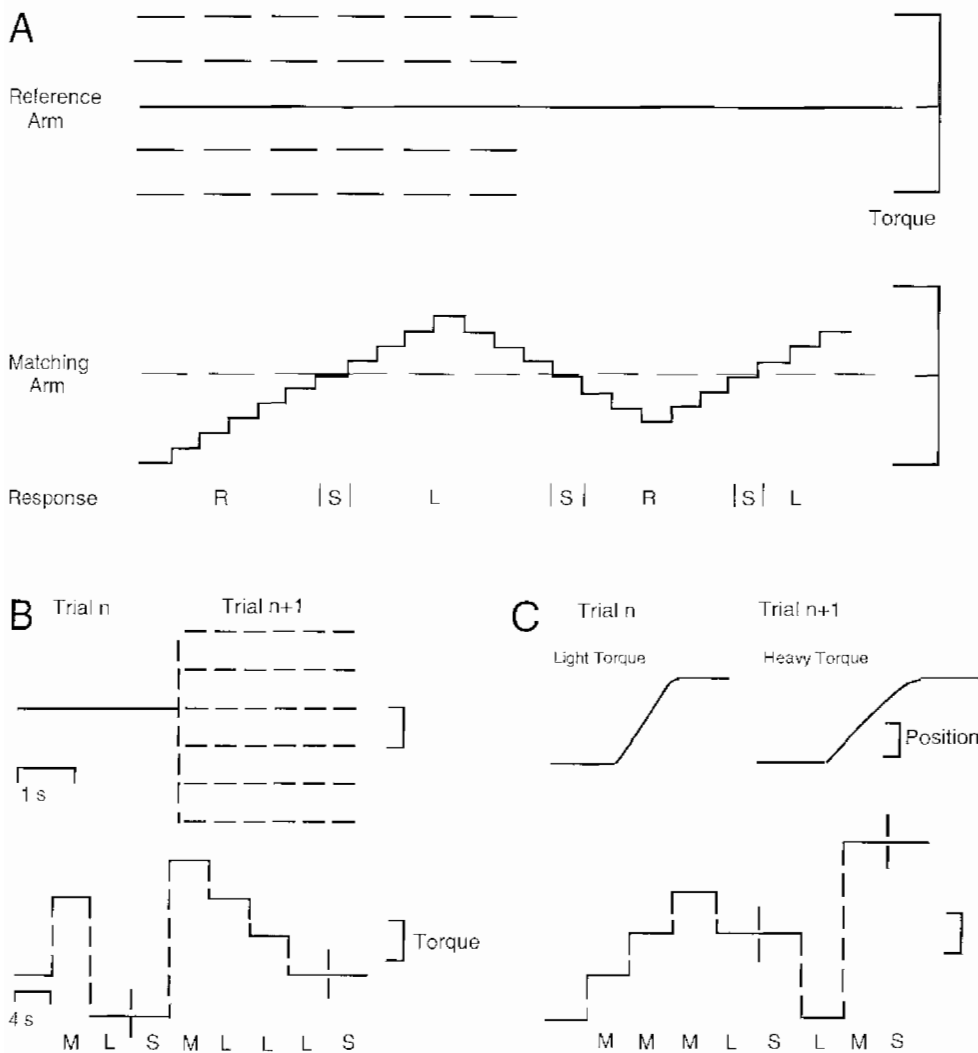 A
Reference
Arm
Torque
Matching
Arm
Response R |S| L |S| R |S| L
B Trial n Trial n+1
1 s
Torque
4 s
M L S M L L L S
C Trial n Trial n+1
Light Torque Heavy Torque
Position
M M M L S L M S